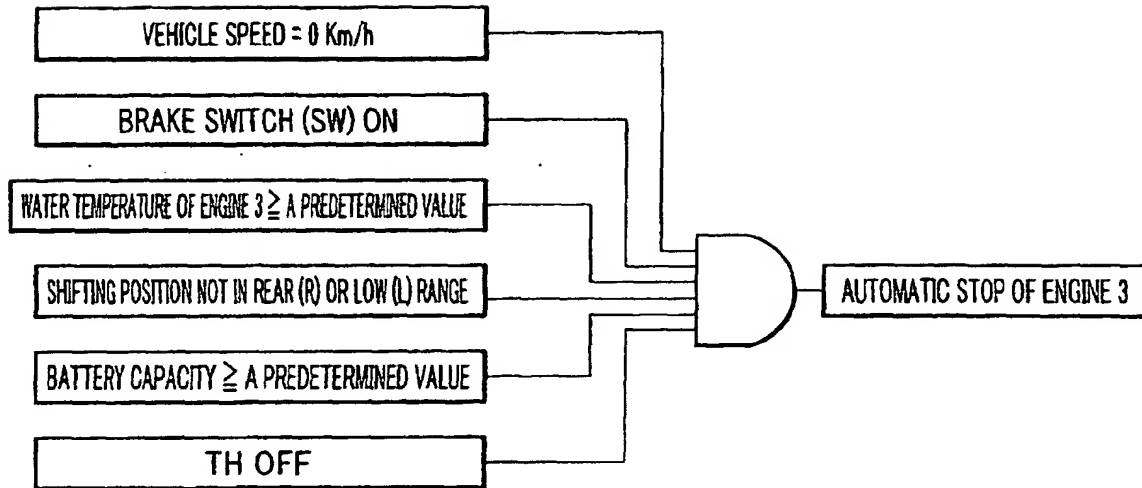 VEHICLE SPEED = 0 Km/h
BRAKE SWITCH (SW) ON
WATER TEMPERATURE OF ENGINE 3 ≧ A PREDETERMINED VALUE
SHIFTING POSITION NOT IN REAR (R) OR LOW (L) RANGE
BATTERY CAPACITY ≧ A PREDETERMINED VALUE
TH OFF
AUTOMATIC STOP OF ENGINE 3